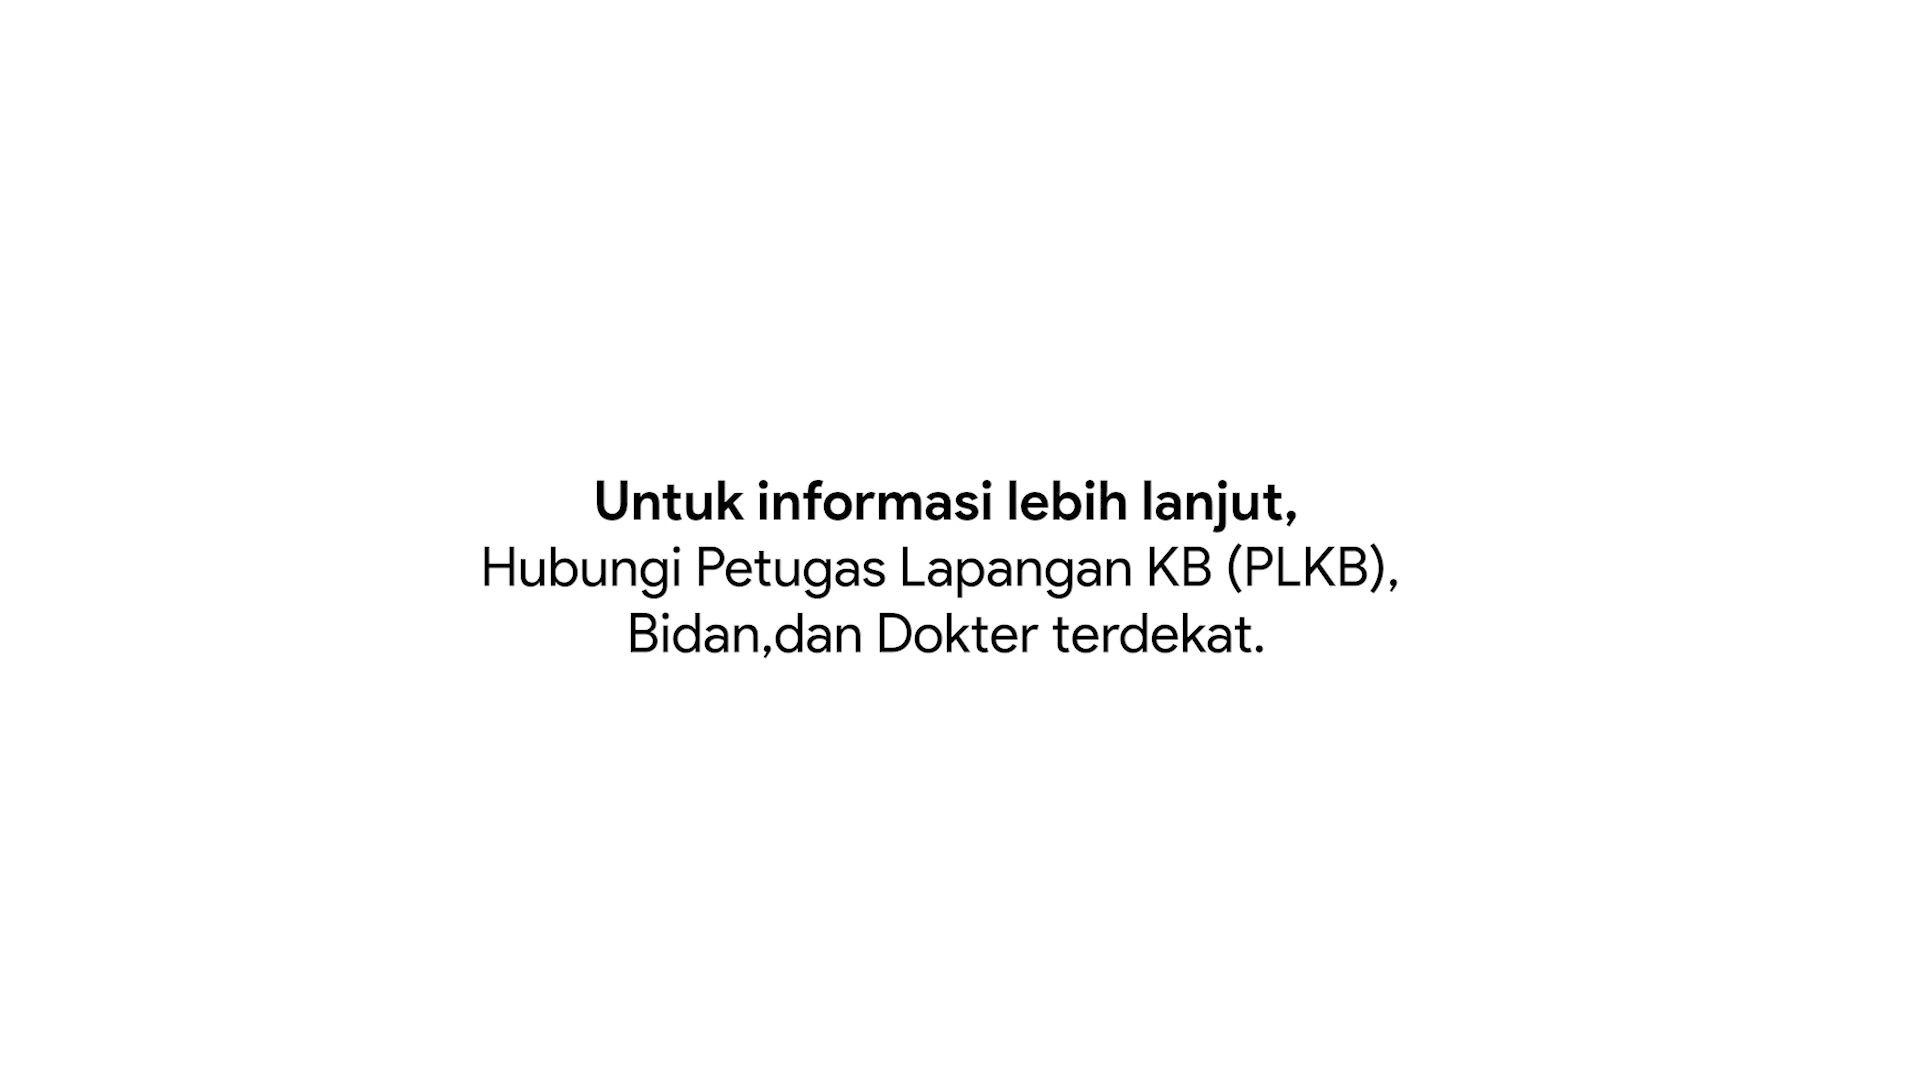 Untuk informasi lebih lanjut,
Hubungi Petugas Lapangan KB (PLKB),
Bidan,dan Dokter terdekat.